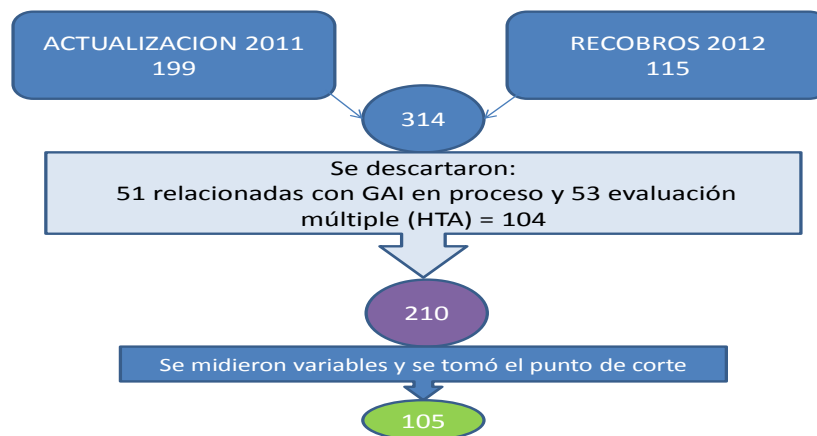 ACTUALIZACION 2011
199
RECOBROS 2012
115
314
Se descartaron:
51 relacionadas con GAI en proceso y 53 evaluación
múltiple (HTA) = 104
210
Se midieron variables y se tomó el punto de corte
105